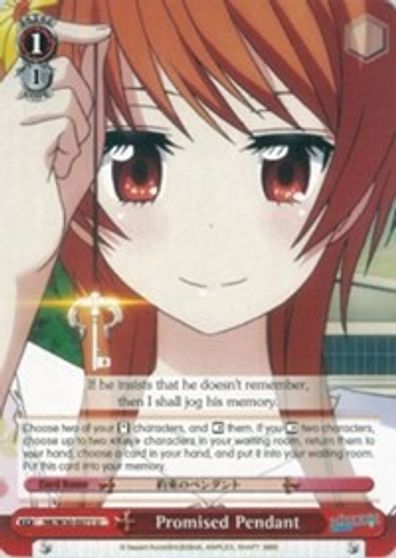 1
1
If he insists that he doesn't remember,
then I shall jog his memory.
Choose two of your characters, and them. If you two characters,
choose up to two «Key» characters in your waiting room, return them to
your hand, choose a card in your hand, and put it into your waiting room.
Put this card into your memory.
Card Name 約束のペンダント
Promised Pendant